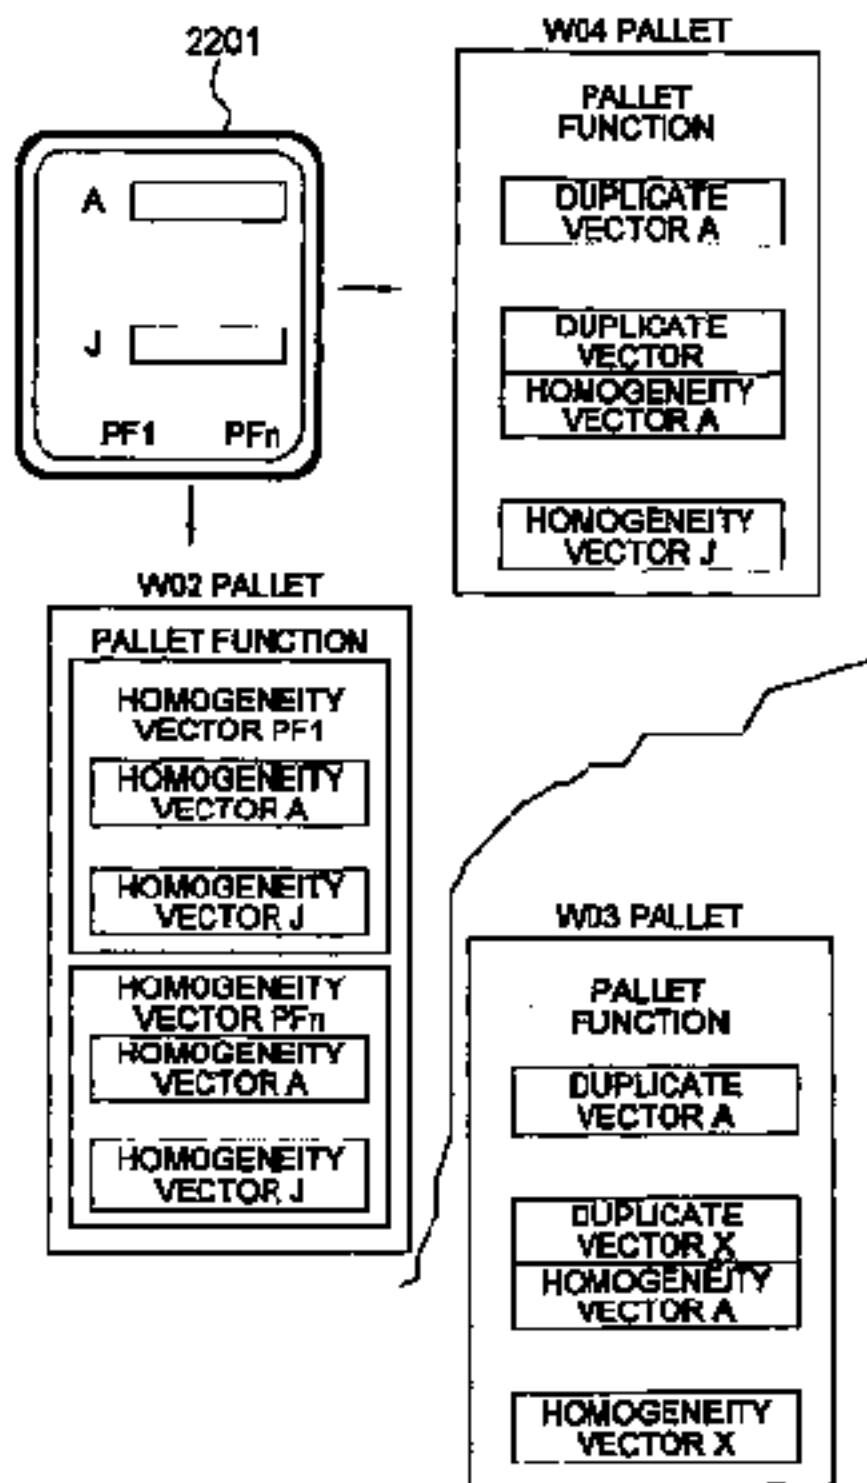 2201
A
J
PF1 PFn
W04 PALLET
PALLET
FUNCTION
DUPLICATE
VECTOR A
DUPLICATE
VECTOR
HOMOGENEITY
VECTOR A
HOMOGENEITY
VECTOR J
W02 PALLET
PALLET FUNCTION
HOMOGENEITY
VECTOR PF1
HOMOGENEITY
VECTOR A
HOMOGENEITY
VECTOR J
HOMOGENEITY
VECTOR PFn
HOMOGENEITY
VECTOR A
HOMOGENEITY
VECTOR J
W03 PALLET
PALLET
FUNCTION
DUPLICATE
VECTOR A
DUPLICATE
VECTOR X
HOMOGENEITY
VECTOR A
HOMOGENEITY
VECTOR X